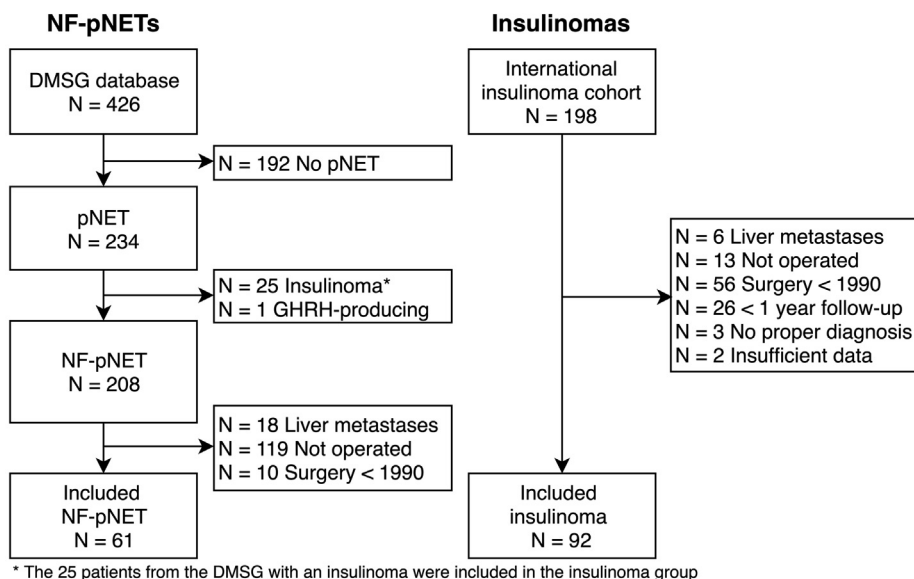 NF-pNETs
DMSG database
N = 426
N = 192 No pNET
pNET
N = 234
N = 25 Insulinoma*
N = 1 GHRH-producing
NF-pNET
N = 208
N = 18 Liver metastases
N = 119 Not operated
N = 10 Surgery < 1990
Included
NF-pNET
N = 61
Insulinomas
International
insulinoma cohort
N = 198
N = 6 Liver metastases
N = 13 Not operated
N = 56 Surgery < 1990
N = 26 < 1 year follow-up
N = 3 No proper diagnosis
N = 2 Insufficient data
Included
insulinoma
N = 92
* The 25 patients from the DMSG with an insulinoma were included in the insulinoma group